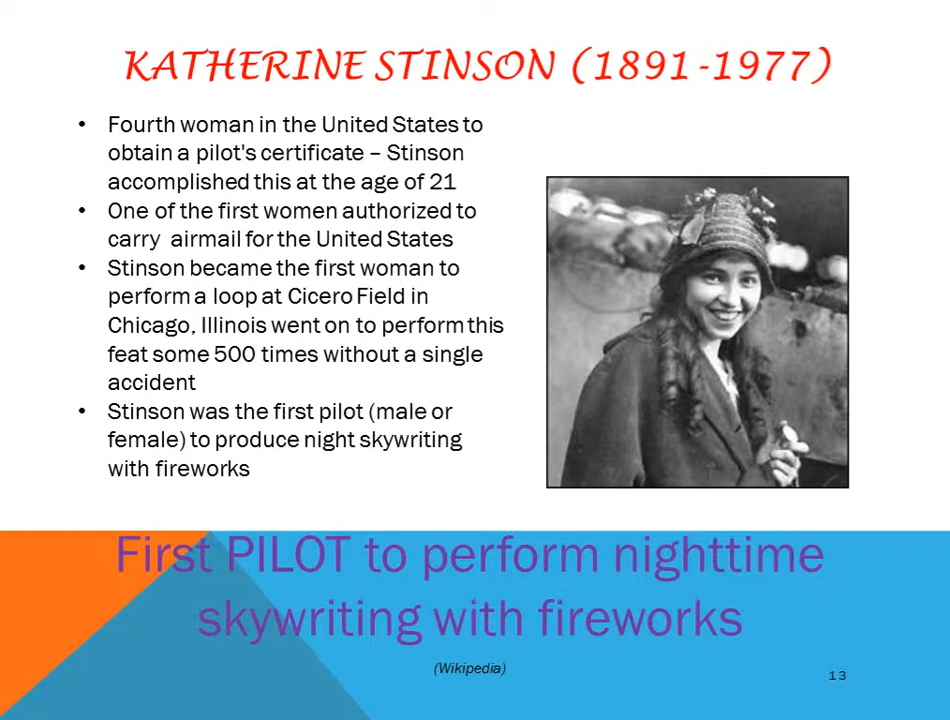 KATHERINE STINSON (1891-1977)
• Fourth woman in the United States to
obtain a pilot's certificate – Stinson
accomplished this at the age of 21
• One of the first women authorized to
carry  airmail for the United States
• Stinson became the first woman to
perform a loop at Cicero Field in
Chicago, Illinois went on to perform this
feat some 500 times without a single
accident
• Stinson was the first pilot (male or
female) to produce night skywriting
with fireworks
First PILOT to perform nighttime
skywriting with fireworks
(Wikipedia)
13